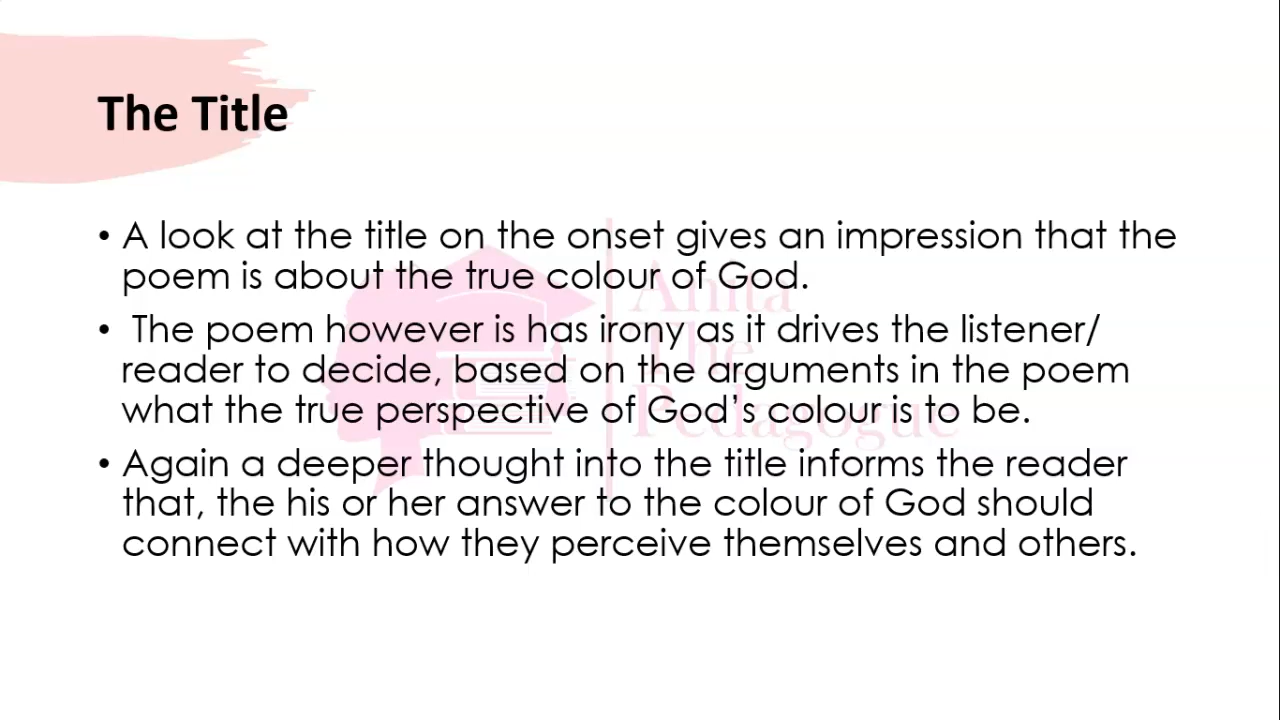 The Title
• A look at the title on the onset gives an impression that the
poem is about the true colour of God.
• The poem however is has irony as it drives the listener/
reader to decide, based on the arguments in the poem
what the true perspective of God’s colour is to be.
• Again a deeper thought into the title informs the reader
that, the his or her answer to the colour of God should
connect with how they perceive themselves and others.
Anita
The
Pedagogue